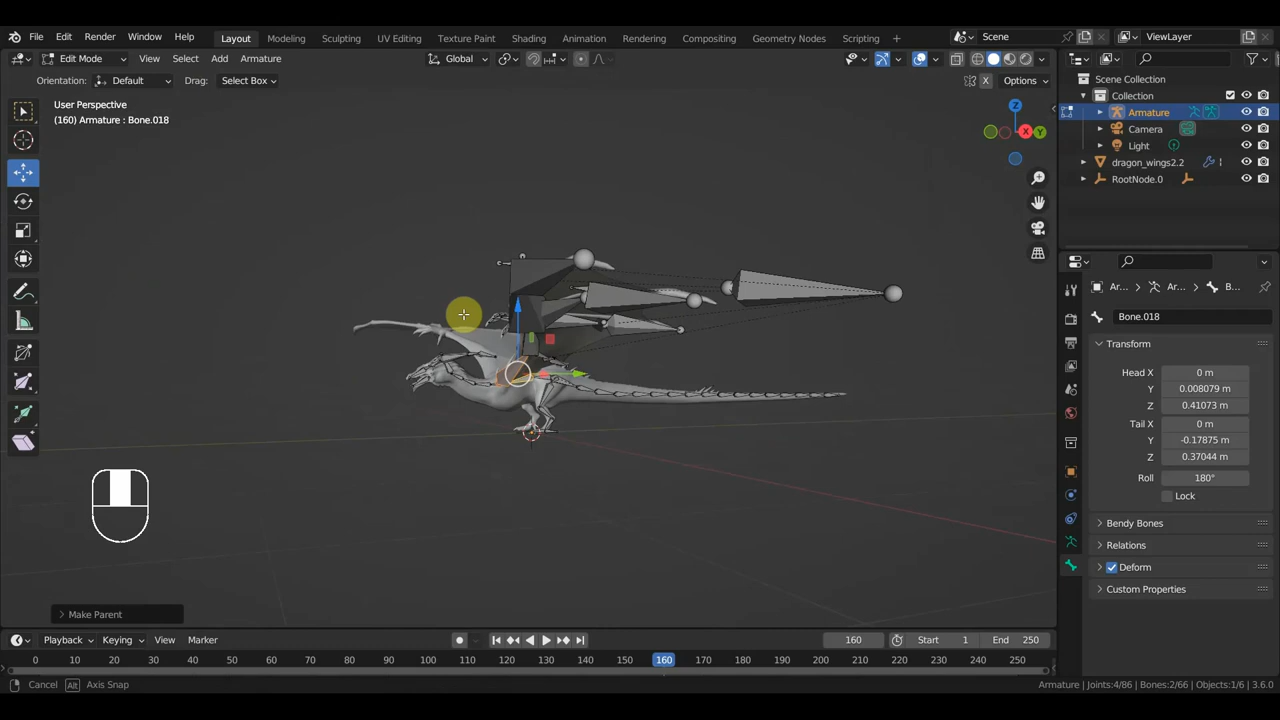 File Edit Render Window Help Layout Modeling Sculpting UV Editing Texture Paint Shading Animation Rendering Compositing Geometry Nodes Scripting + Scene ViewLayer
Edit Mode View Select Add Armature Global Options
Orientation: Default Drag: Select Box X Options
User Perspective
(160) Armature : Bone.018
Z
X
Y
Scene Collection
Collection
Armature
Camera
Light
dragon_wings2.2 1
RootNode.0
Ar... Ar... B...
Bone.018
Transform
Head X 0 m
Y 0.008079 m
Z 0.41073 m
Tail X 0 m
Y -0.17875 m
Z 0.37044 m
Roll 180°
Lock
Bendy Bones
Relations
Deform
Custom Properties
Make Parent
Playback Keying View Marker 160 Start 1 End 250
0 10 20 30 40 50 60 70 80 90 100 110 120 130 140 150 160 170 180 190 200 210 220 230 240 250
Cancel Alt Axis Snap Armature | Joints:4/86 | Bones:2/66 | Objects:1/6 | 3.6.0